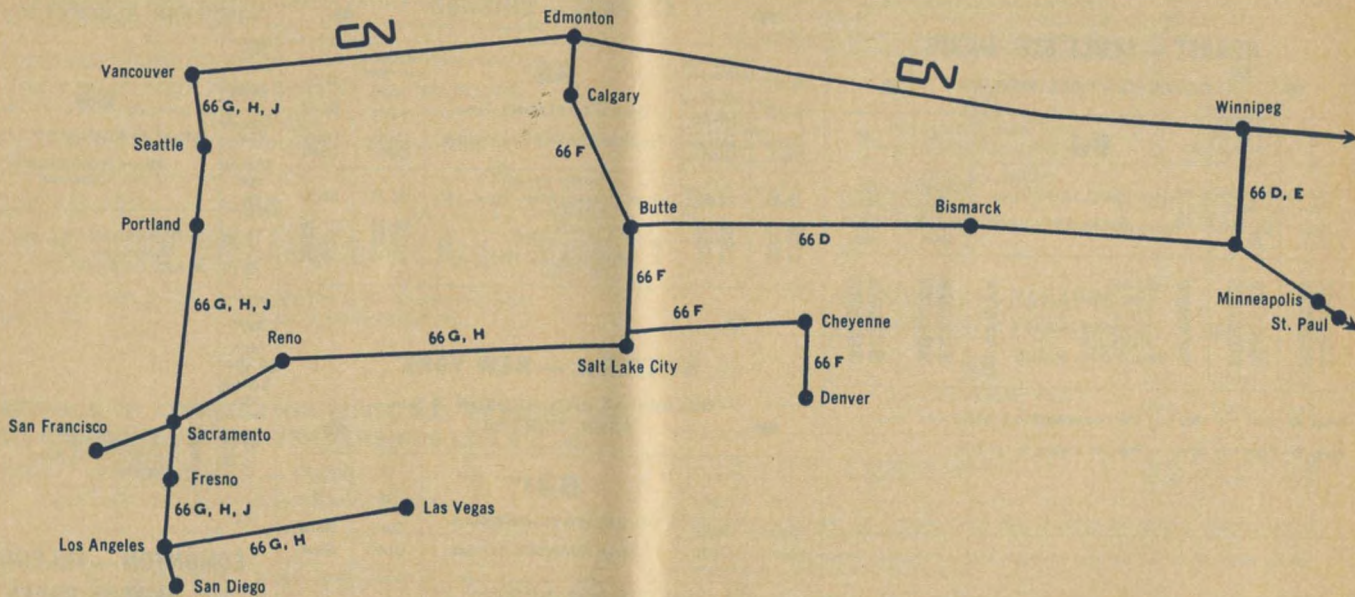 Edmonton
CN
Vancouver
CN
Calgary
66 G, H, J
Winnipeg
Seattle
66 F
66 D, E
Portland
Butte
Bismarck
66 D
66 F
66 G, H, J
66 F
Minneapolis
Cheyenne
St. Paul
Reno
66 G, H
66 F
Salt Lake City
Denver
San Francisco
Sacramento
Fresno
66 G, H, J
Las Vegas
Los Angeles
66 G, H
San Diego